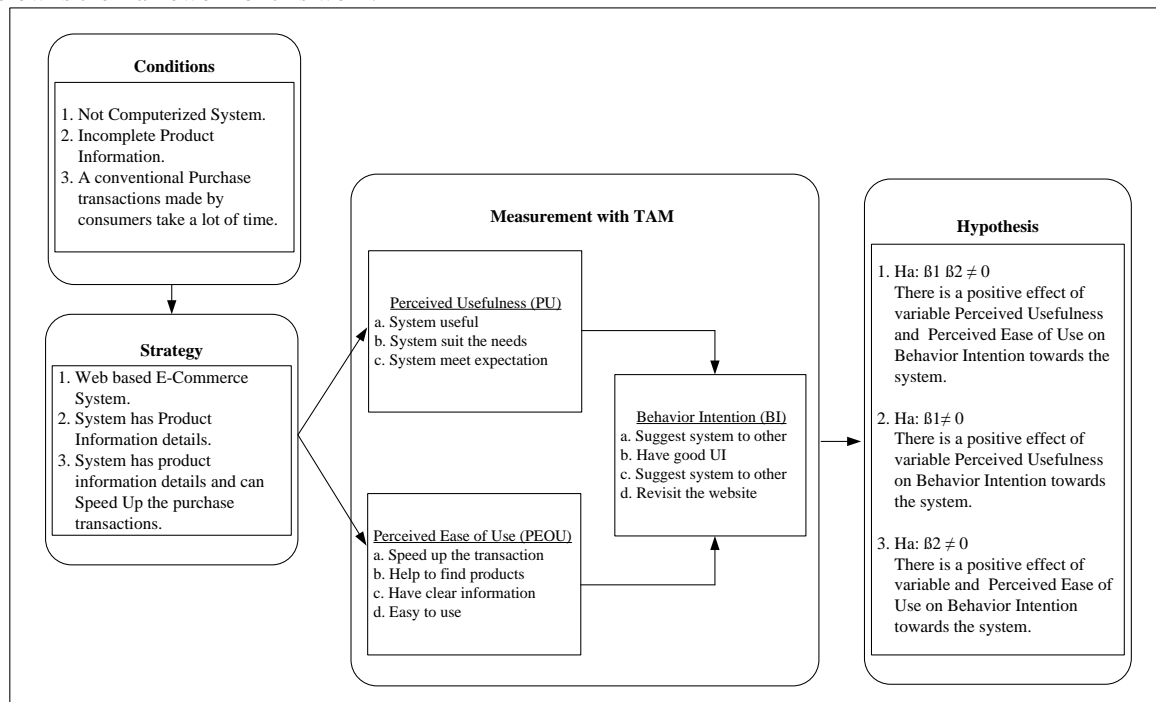 Conditions
1. Not Computerized System.
2. Incomplete Product
Information.
3. A conventional Purchase
transactions made by
consumers take a lot of time.
Strategy
1. Web based E-Commerce
System.
2. System has Product
Information details.
3. System has product
information details and can
Speed Up the purchase
transactions.
Measurement with TAM
Perceived Usefulness (PU)
a. System useful
b. System suit the needs
c. System meet expectation
Perceived Ease of Use (PEOU)
a. Speed up the transaction
b. Help to find products
c. Have clear information
d. Easy to use
Behavior Intention (BI)
a. Suggest system to other
b. Have good UI
c. Suggest system to other
d. Revisit the website
Hypothesis
1. Ha: ß1 ß2 ≠ 0
There is a positive effect of
variable Perceived Usefulness
and Perceived Ease of Use on
Behavior Intention towards the
system.
2. Ha: ß1≠ 0
There is a positive effect of
variable Perceived Usefulness
on Behavior Intention towards
the system.
3. Ha: ß2 ≠ 0
There is a positive effect of
variable and Perceived Ease of
Use on Behavior Intention
towards the system.